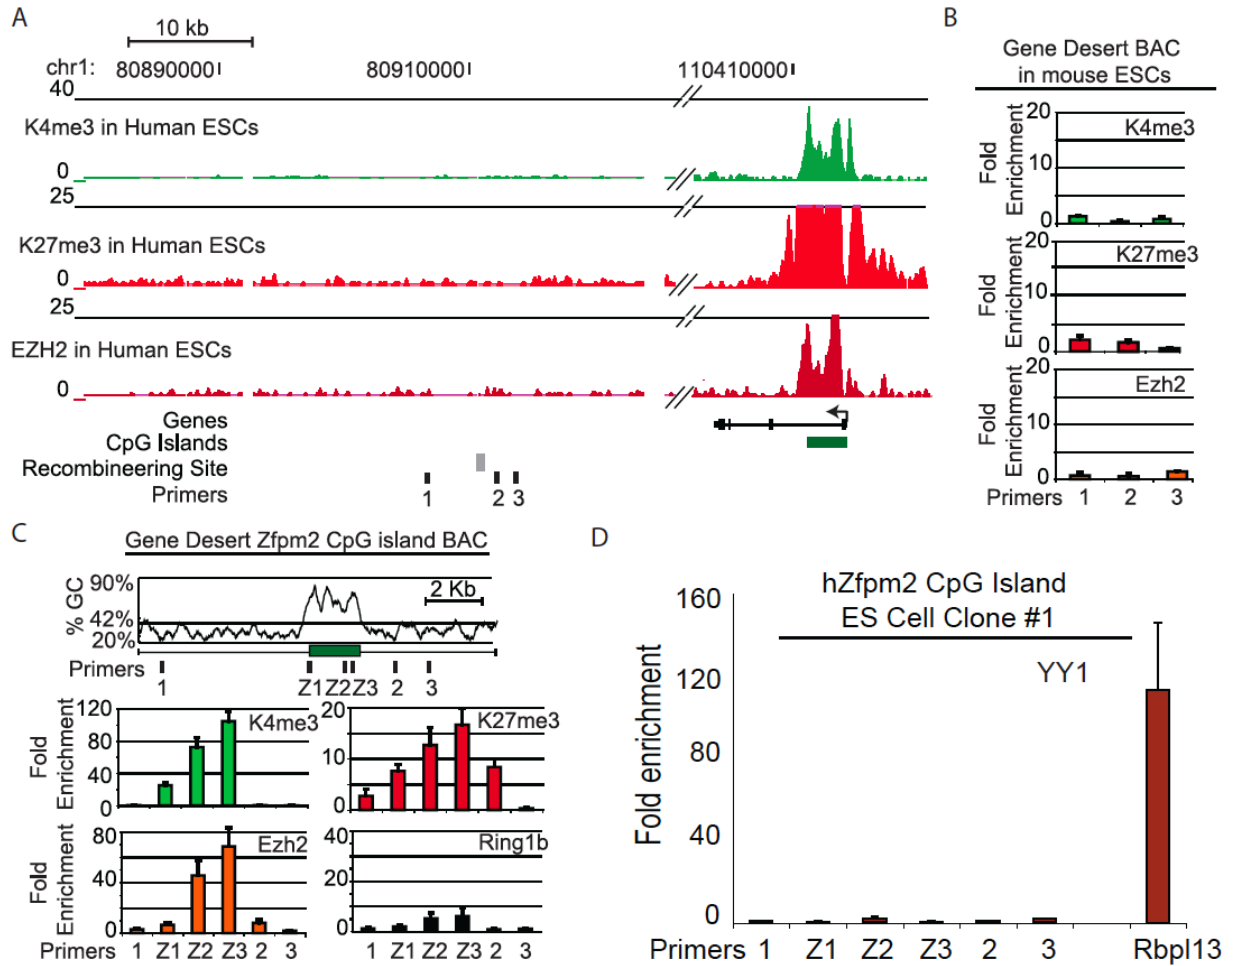 A
10 kb
chr1: 80890000 80910000 110410000
40
K4me3 in Human ESCs
0
25
K27me3 in Human ESCs
0
25
EZH2 in Human ESCs
0
Genes
CpG Islands
Recombineering Site
Primers
1 2 3
B
Gene Desert BAC
in mouse ESCs
Fold
Enrichment
20
10
0
K4me3
Fold
Enrichment
20
10
0
K27me3
Fold
Enrichment
20
10
0
Ezh2
Primers 1 2 3
C
Gene Desert Zfpm2 CpG island BAC
% GC
90%
42%
20%
2 Kb
Primers
1 Z1 Z2 Z3 2 3
Fold
Enrichment
120
80
40
0
K4me3
20
10
0
K27me3
Fold
Enrichment
80
40
0
Ezh2
40
20
0
Ring1b
Primers 1 Z1 Z2 Z3 2 3 1 Z1 Z2 Z3 2 3
D
hZfpm2 CpG Island
ES Cell Clone #1
YY1
Fold enrichment
160
120
80
40
0
Primers 1 Z1 Z2 Z3 2 3 Rbpl13